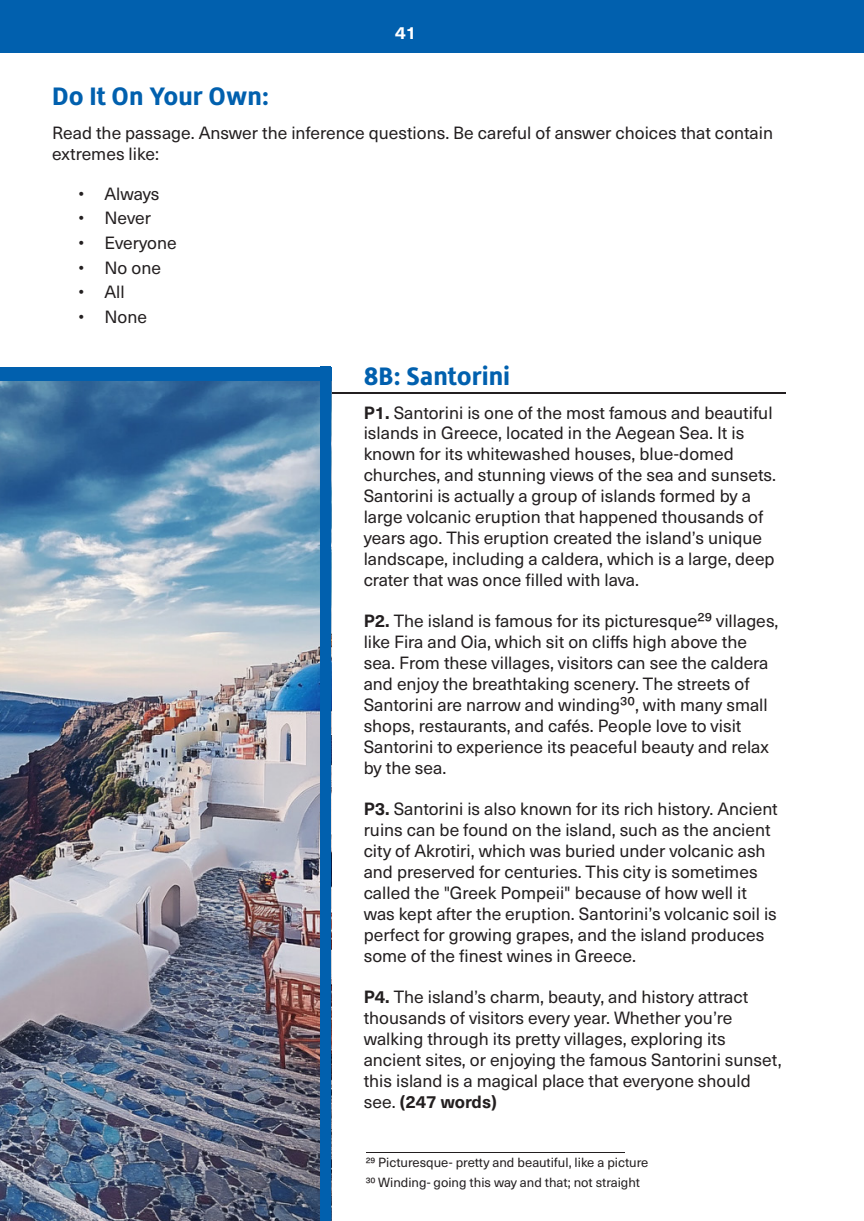 41
Do It On Your Own:
Read the passage. Answer the inference questions. Be careful of answer choices that contain
extremes like:
• Always
• Never
• Everyone
• No one
• All
• None
8B: Santorini
P1. Santorini is one of the most famous and beautiful
islands in Greece, located in the Aegean Sea. It is
known for its whitewashed houses, blue-domed
churches, and stunning views of the sea and sunsets.
Santorini is actually a group of islands formed by a
large volcanic eruption that happened thousands of
years ago. This eruption created the island's unique
landscape, including a caldera, which is a large, deep
crater that was once filled with lava.
P2. The island is famous for its picturesque²⁹ villages,
like Fira and Oia, which sit on cliffs high above the
sea. From these villages, visitors can see the caldera
and enjoy the breathtaking scenery. The streets of
Santorini are narrow and winding³⁰, with many small
shops, restaurants, and cafés. People love to visit
Santorini to experience its peaceful beauty and relax
by the sea.
P3. Santorini is also known for its rich history. Ancient
ruins can be found on the island, such as the ancient
city of Akrotiri, which was buried under volcanic ash
and preserved for centuries. This city is sometimes
called the "Greek Pompeii" because of how well it
was kept after the eruption. Santorini's volcanic soil is
perfect for growing grapes, and the island produces
some of the finest wines in Greece.
P4. The island's charm, beauty, and history attract
thousands of visitors every year. Whether you're
walking through its pretty villages, exploring its
ancient sites, or enjoying the famous Santorini sunset,
this island is a magical place that everyone should
see. (247 words)
²⁹ Picturesque- pretty and beautiful, like a picture
³⁰ Winding- going this way and that; not straight